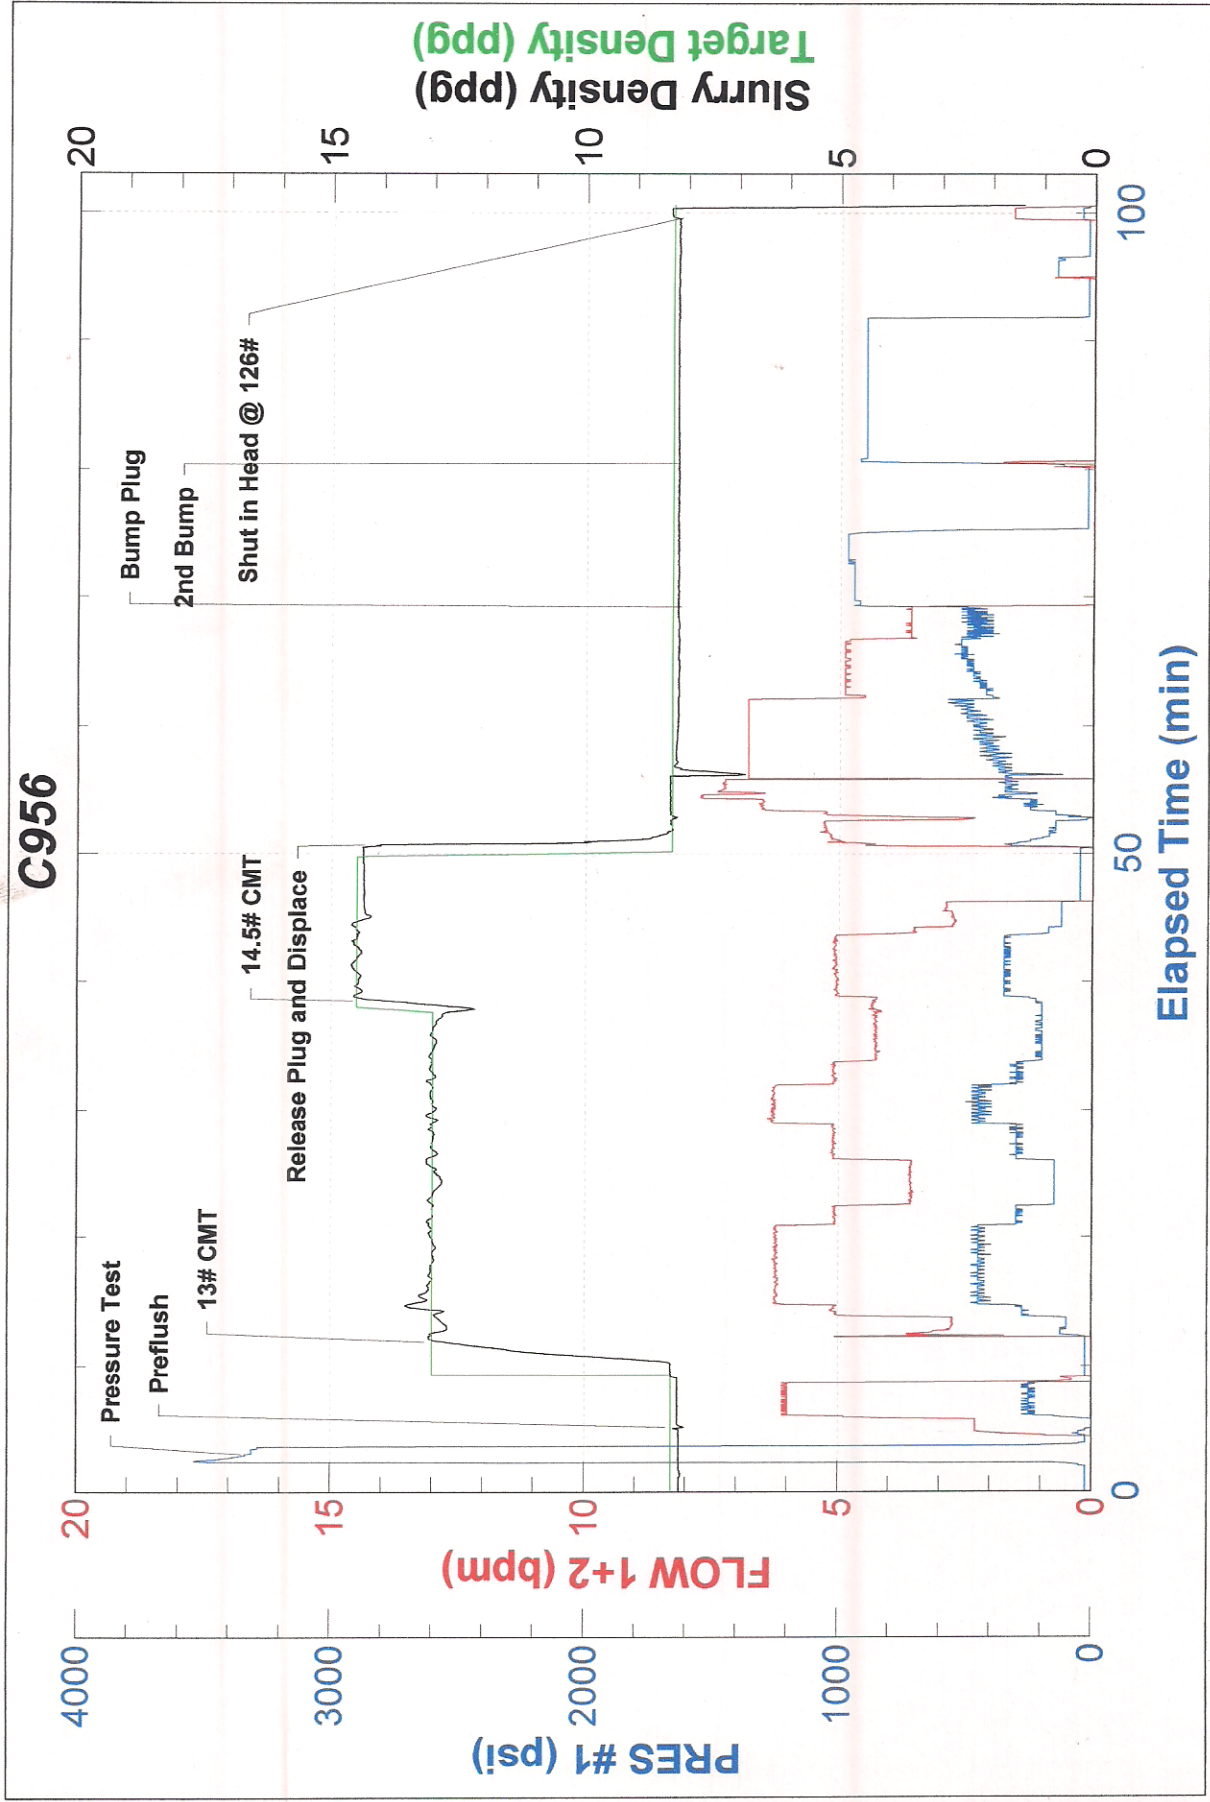 C956
Pressure Test
Preflush
13# CMT
14.5# CMT
Release Plug and Displace
Bump Plug
2nd Bump
Shut in Head @ 126#
4000
3000
2000
1000
0
PRES #1 (psi)
20
15
10
5
0
FLOW 1+2 (bpm)
20
15
10
5
0
Slurry Density (ppg)
Target Density (ppg)
0
50
100
Elapsed Time (min)